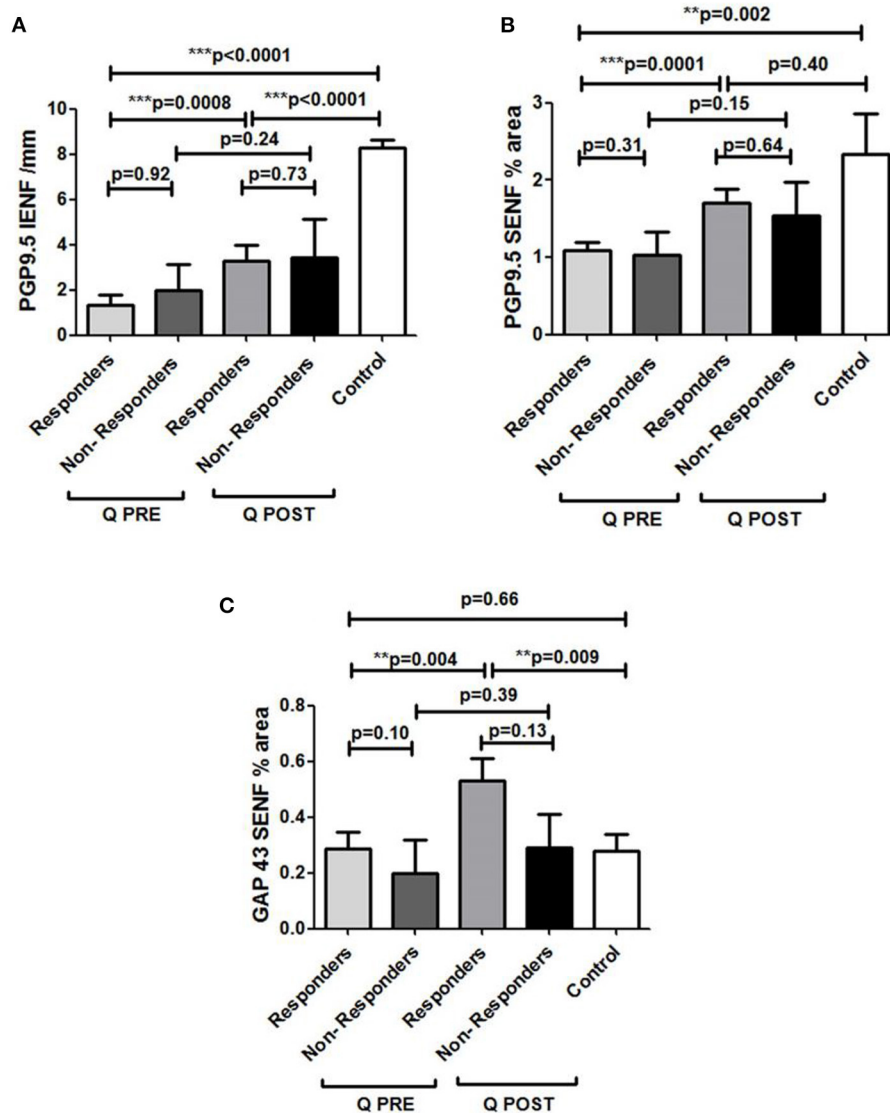 A
***p<0.0001
***p=0.0008
***p<0.0001
p=0.24
p=0.92
p=0.73
PGP9.5 IENF /mm
10
8
6
4
2
0
Responders
Non- Responders
Responders
Non- Responders
Control
Q PRE
Q POST
B
**p=0.002
***p=0.0001
p=0.40
p=0.15
p=0.31
p=0.64
PGP9.5 SENF % area
3
2
1
0
Responders
Non- Responders
Responders
Non- Responders
Control
Q PRE
Q POST
C
p=0.66
**p=0.004
**p=0.009
p=0.39
p=0.10
p=0.13
GAP 43 SENF % area
0.8
0.6
0.4
0.2
0.0
Responders
Non- Responders
Responders
Non- Responders
Control
Q PRE
Q POST